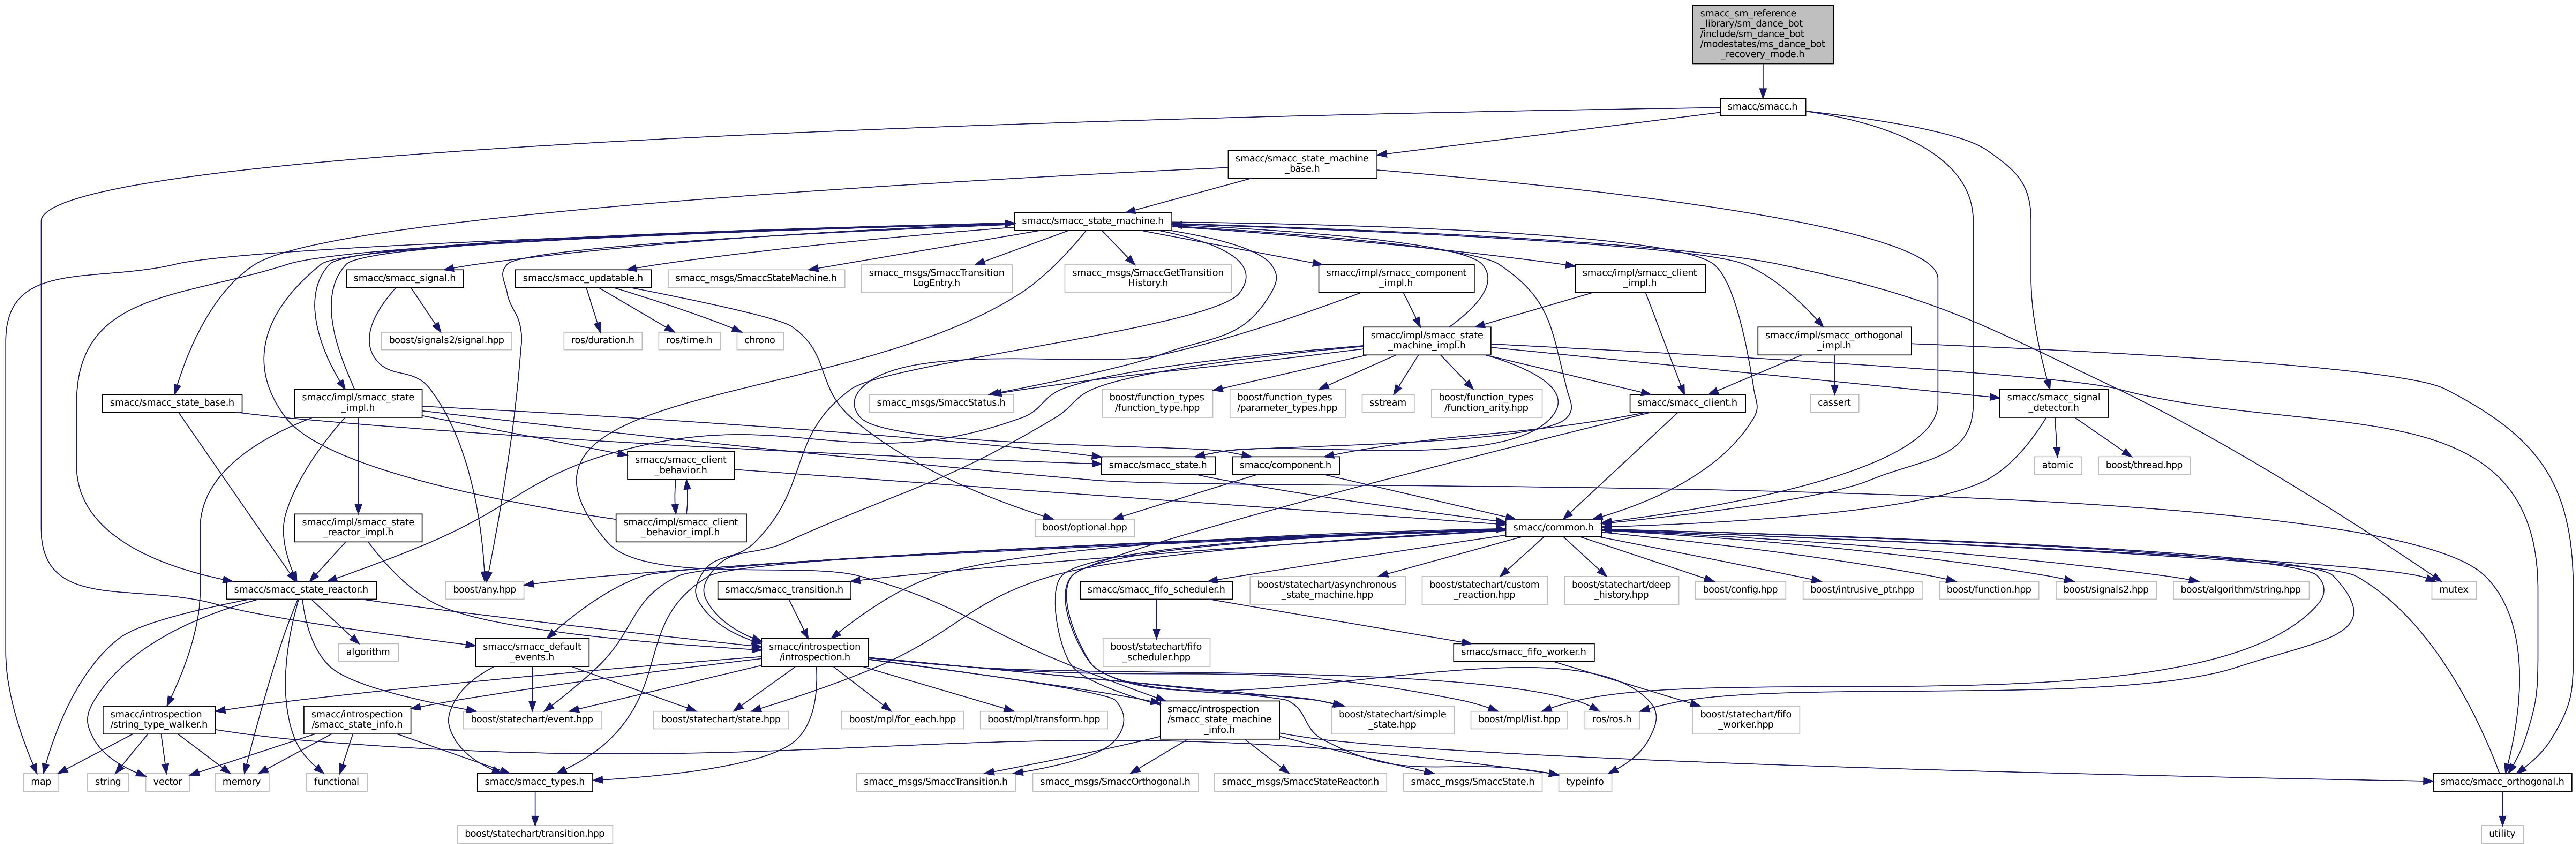 smacc_sm_reference
_library/sm_dance_bot
/include/sm_dance_bot
/modestates/ms_dance_bot
_recovery_mode.h
smacc/smacc.h
smacc/smacc_state_machine
_base.h
smacc/smacc_state_machine.h
smacc/smacc_signal.h
smacc/smacc_updatable.h
smacc_msgs/SmaccStateMachine.h
smacc_msgs/SmaccTransition
LogEntry.h
smacc_msgs/SmaccGetTransition
History.h
smacc/impl/smacc_component
_impl.h
smacc/impl/smacc_client
_impl.h
boost/signals2/signal.hpp
ros/duration.h
ros/time.h
chrono
smacc/impl/smacc_state
_machine_impl.h
smacc/impl/smacc_orthogonal
_impl.h
smacc/smacc_state_base.h
smacc/impl/smacc_state
_impl.h
smacc_msgs/SmaccStatus.h
boost/function_types
/function_type.hpp
boost/function_types
/parameter_types.hpp
sstream
boost/function_types
/function_arity.hpp
smacc/smacc_client.h
cassert
smacc/smacc_signal
_detector.h
smacc/smacc_client
_behavior.h
smacc/smacc_state.h
smacc/component.h
atomic
boost/thread.hpp
smacc/impl/smacc_state
_reactor_impl.h
smacc/impl/smacc_client
_behavior_impl.h
boost/optional.hpp
smacc/common.h
smacc/smacc_state_reactor.h
boost/any.hpp
smacc/smacc_transition.h
smacc/smacc_fifo_scheduler.h
boost/statechart/asynchronous
_state_machine.hpp
boost/statechart/custom
_reaction.hpp
boost/statechart/deep
_history.hpp
boost/config.hpp
boost/intrusive_ptr.hpp
boost/function.hpp
boost/signals2.hpp
boost/algorithm/string.hpp
mutex
algorithm
smacc/smacc_default
_events.h
smacc/introspection
/introspection.h
boost/statechart/fifo
_scheduler.hpp
smacc/smacc_fifo_worker.h
smacc/introspection
/string_type_walker.h
smacc/introspection
/smacc_state_info.h
boost/statechart/event.hpp
boost/statechart/state.hpp
boost/mpl/for_each.hpp
boost/mpl/transform.hpp
smacc/introspection
/smacc_state_machine
_info.h
boost/statechart/simple
_state.hpp
boost/mpl/list.hpp
ros/ros.h
boost/statechart/fifo
_worker.hpp
map
string
vector
memory
functional
smacc/smacc_types.h
smacc_msgs/SmaccTransition.h
smacc_msgs/SmaccOrthogonal.h
smacc_msgs/SmaccStateReactor.h
smacc_msgs/SmaccState.h
typeinfo
smacc/smacc_orthogonal.h
boost/statechart/transition.hpp
utility